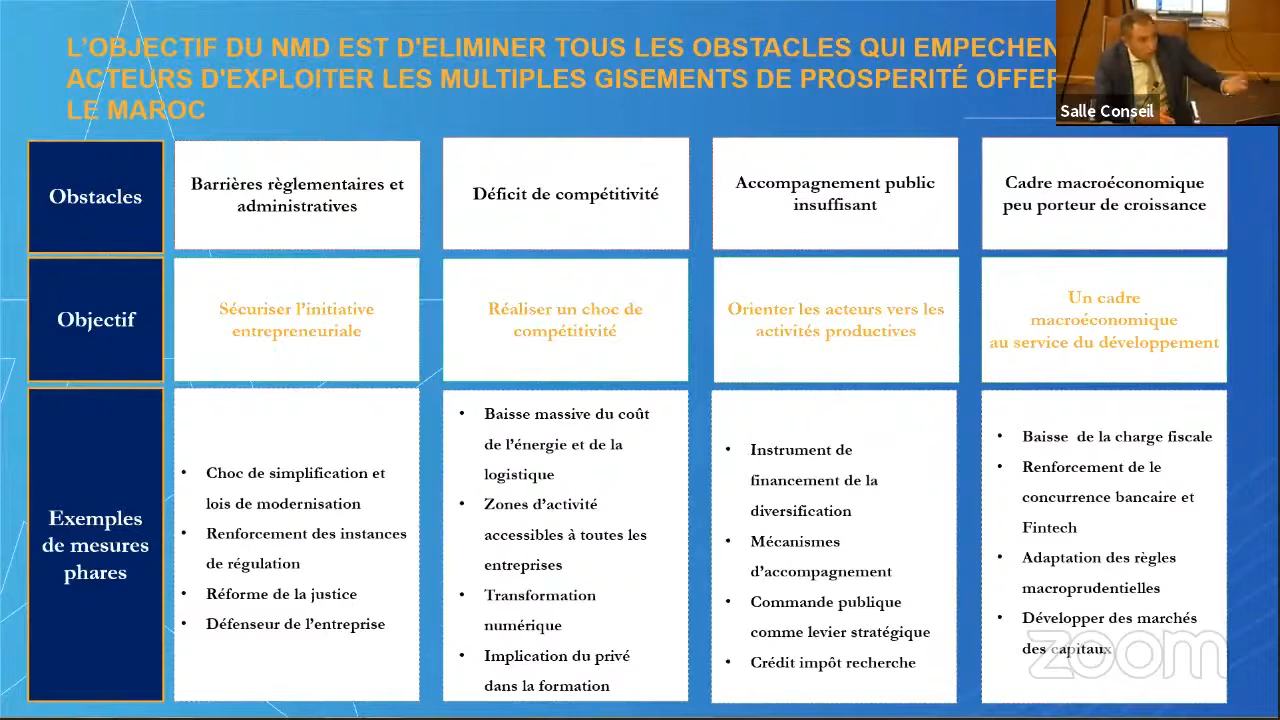 L'OBJECTIF DU NMD EST D'ELIMINER TOUS LES OBSTACLES QUI EMPECHEN
ACTEURS D'EXPLOITER LES MULTIPLES GISEMENTS DE PROSPERITÉ OFFER
LE MAROC
Salle Conseil
Obstacles
Barrières règlementaires et
administratives
Déficit de compétitivité
Accompagnement public
insuffisant
Cadre macroéconomique
peu porteur de croissance
Objectif
Sécuriser l'initiative
entrepreneuriale
Réaliser un choc de
compétitivité
Orienter les acteurs vers les
activités productives
Un cadre
macroéconomique
au service du développement
Exemples
de mesures
phares
• Choc de simplification et
lois de modernisation
• Renforcement des instances
de régulation
• Réforme de la justice
• Défenseur de l'entreprise
• Baisse massive du coût
de l'énergie et de la
logistique
• Zones d'activité
accessibles à toutes les
entreprises
• Transformation
numérique
• Implication du privé
dans la formation
• Instrument de
financement de la
diversification
• Mécanismes
d'accompagnement
• Commande publique
comme levier stratégique
• Crédit impôt recherche
• Baisse de la charge fiscale
• Renforcement de le
concurrence bancaire et
Fintech
• Adaptation des règles
macroprudentielles
• Développer des marchés
des capitaux
zoom